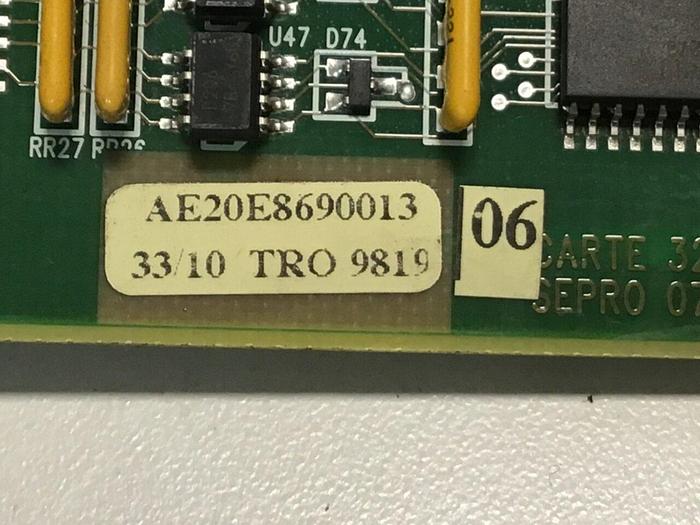 U47 D74
RR27
AE20E8690013
33/10 TRO 9819
06
CARTE 32
SEPRO 07